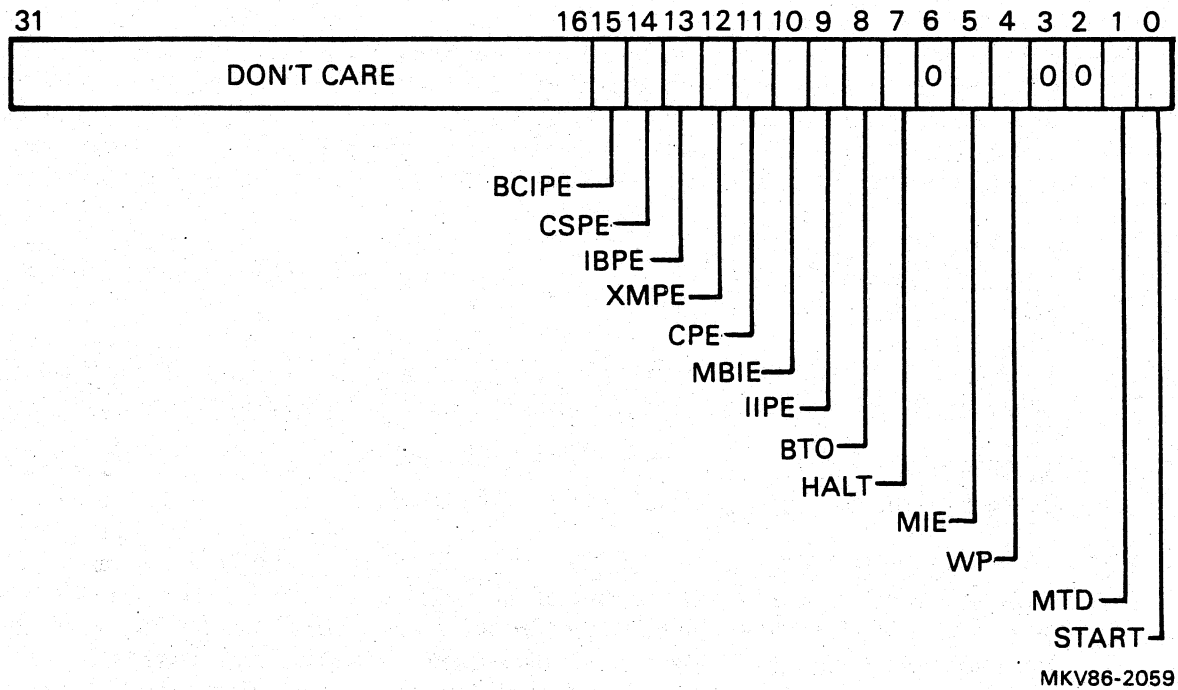 31 16 15 14 13 12 11 10 9 8 7 6 5 4 3 2 1 0
DON'T CARE 0 0 0
BCIPE
CSPE
IBPE
XMPE
CPE
MBIE
IIPE
BTO
HALT
MIE
WP
MTD
START
MKV86-2059